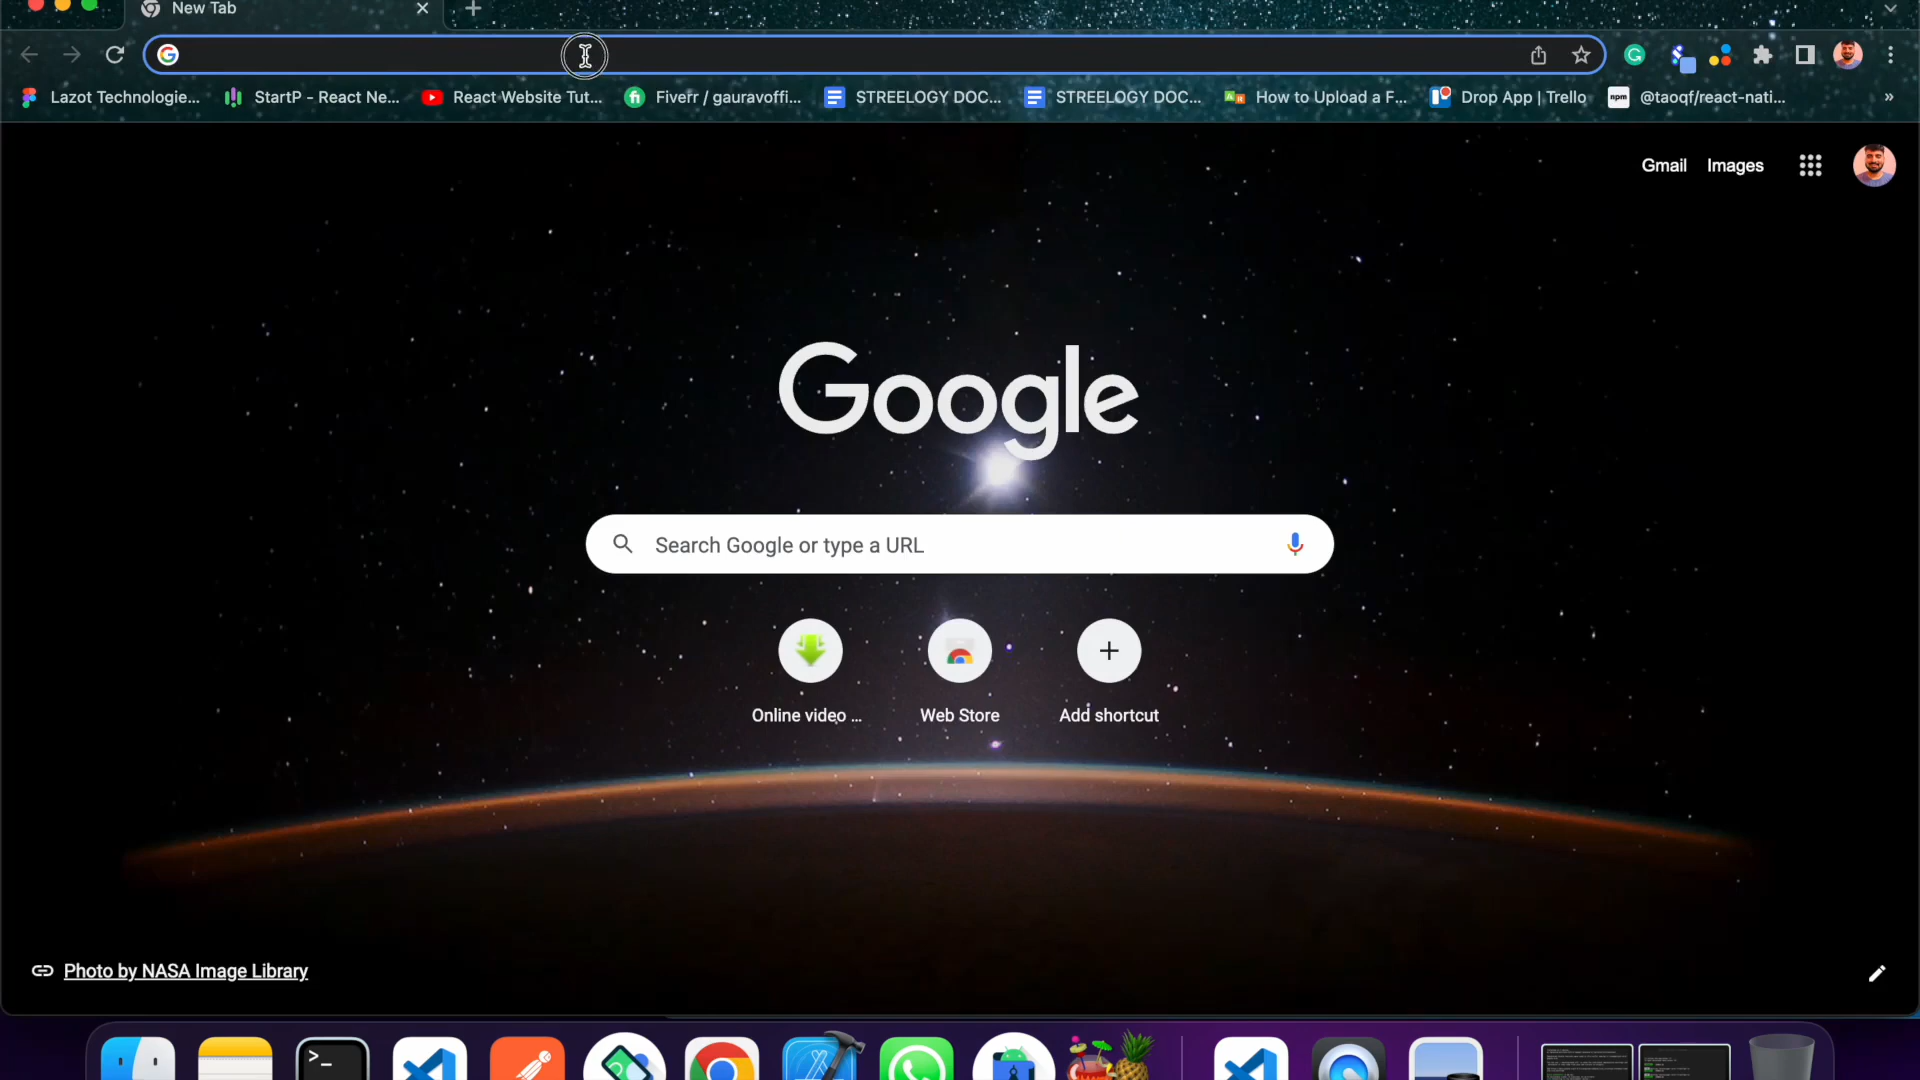 New Tab
Lazot Technologie...
StartP - React Ne...
React Website Tut...
Fiverr / gauravoffi...
STREELOGY DOC...
STREELOGY DOC...
How to Upload a F...
Drop App | Trello
npm
@taoqf/react-nati...
»
Gmail
Images
Google
Search Google or type a URL
Online video ...
Web Store
Add shortcut
Photo by NASA Image Library
>_